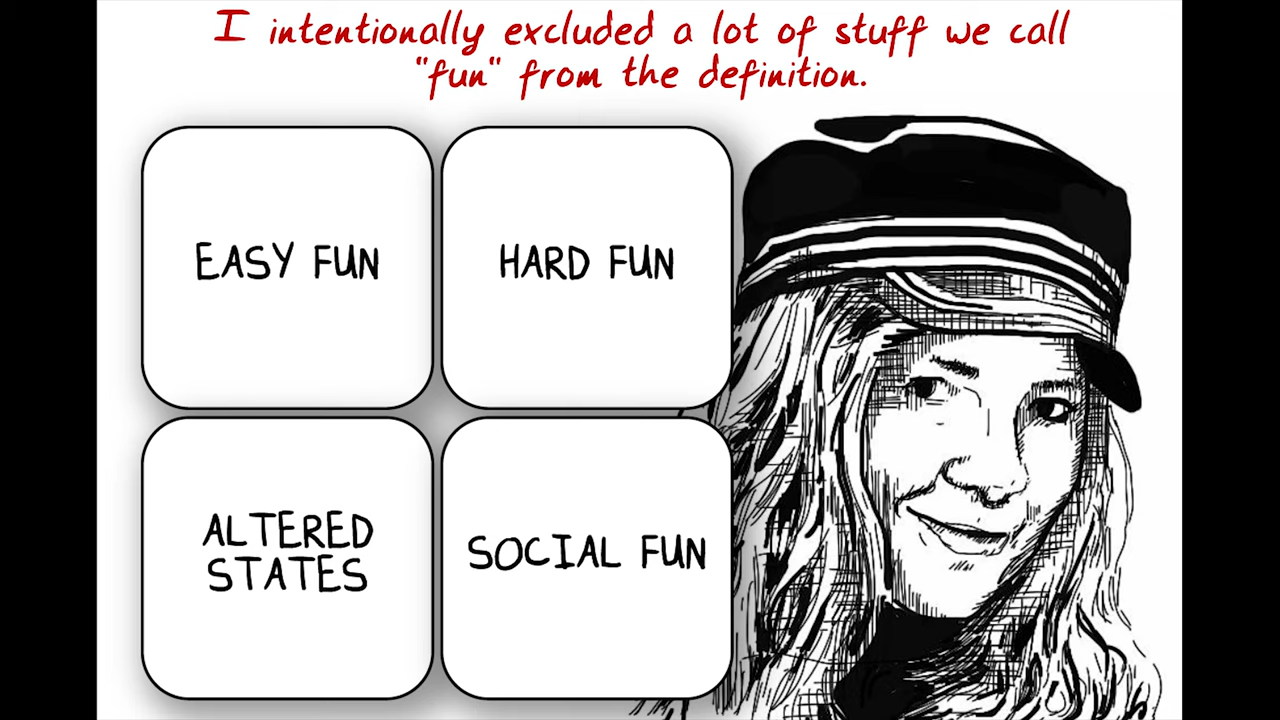 I intentionally excluded a lot of stuff we call
"fun" from the definition.
EASY FUN
HARD FUN
ALTERED
STATES
SOCIAL FUN